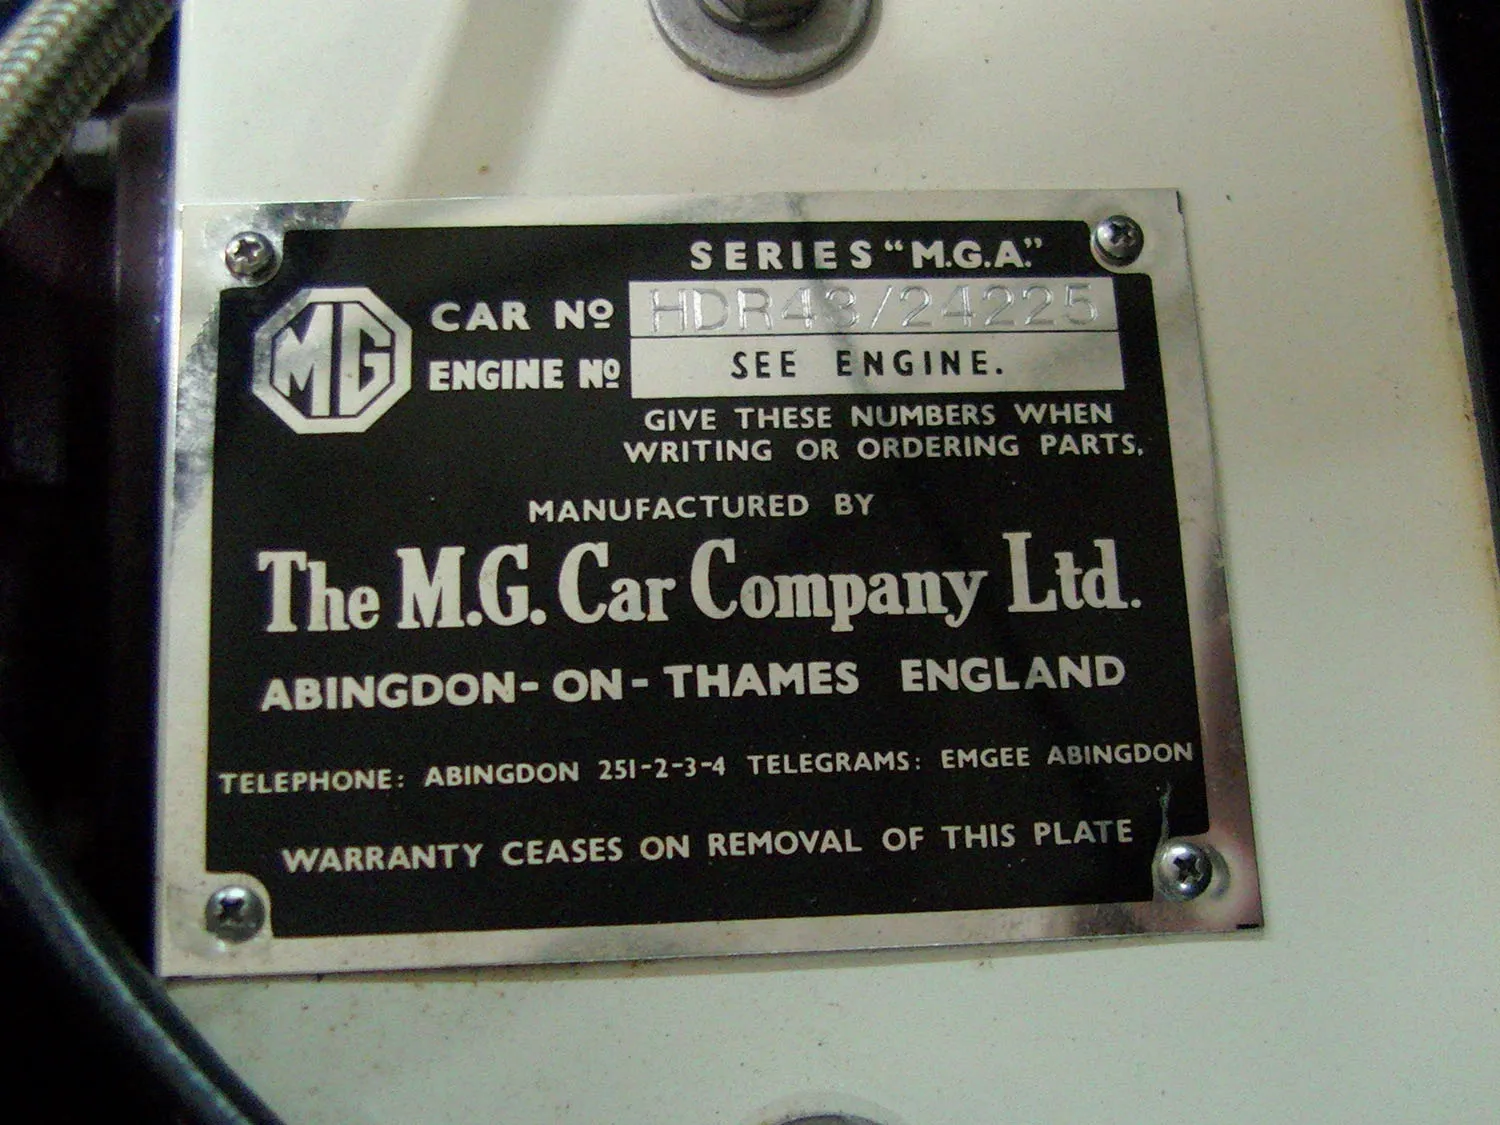 SERIES "M.G.A."
MG
CAR Nº HDR43/24225
ENGINE Nº SEE ENGINE.
GIVE THESE NUMBERS WHEN
WRITING OR ORDERING PARTS.
MANUFACTURED BY
The M.G. Car Company Ltd.
ABINGDON-ON-THAMES ENGLAND
TELEPHONE: ABINGDON 251-2-3-4 TELEGRAMS: EMGEE ABINGDON
WARRANTY CEASES ON REMOVAL OF THIS PLATE